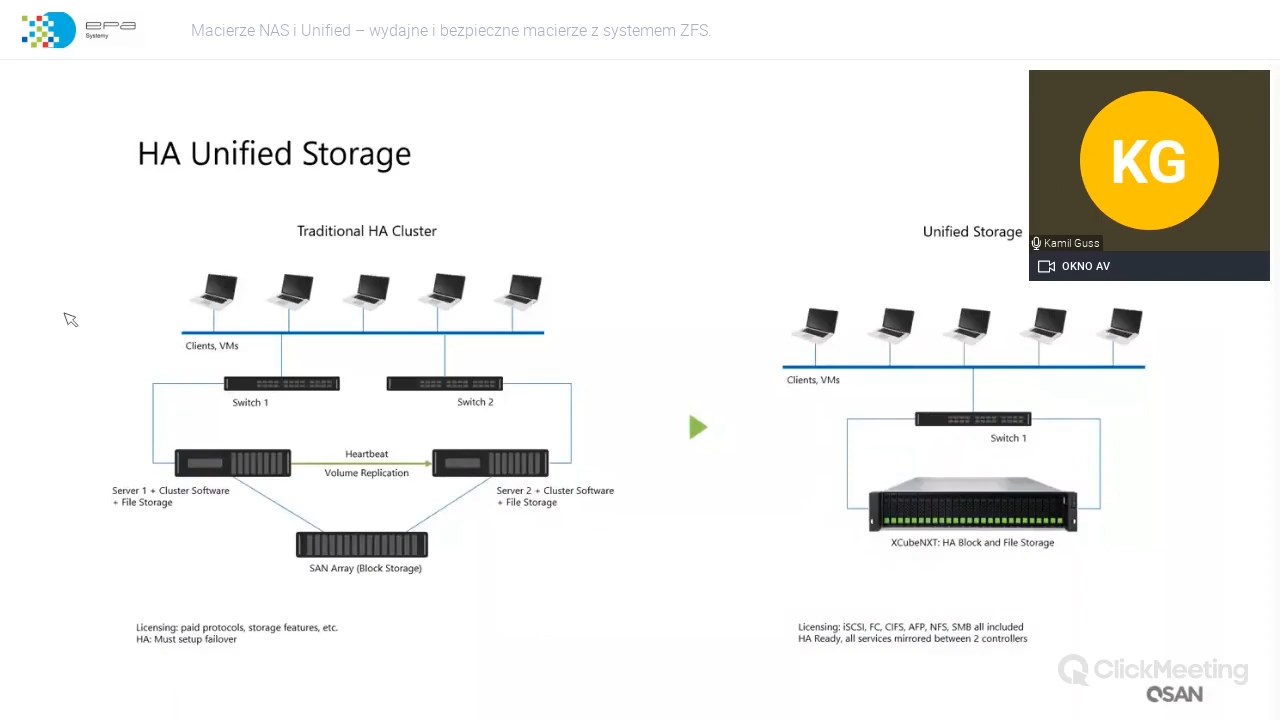 epa
Systemy
Macierze NAS i Unified – wydajne i bezpieczne macierze z systemem ZFS.
KG
Kamil Guss
OKNO AV
HA Unified Storage
Traditional HA Cluster
Clients, VMs
Switch 1
Switch 2
Heartbeat
Volume Replication
Server 1 + Cluster Software
+ File Storage
Server 2 + Cluster Software
+ File Storage
SAN Array (Block Storage)
Licensing: paid protocols, storage features, etc.
HA: Must setup failover
Unified Storage
Clients, VMs
Switch 1
XCubeNXT: HA Block and File Storage
Licensing: iSCSI, FC, CIFS, AFP, NFS, SMB all included
HA Ready, all services mirrored between 2 controllers
ClickMeeting
QSAN